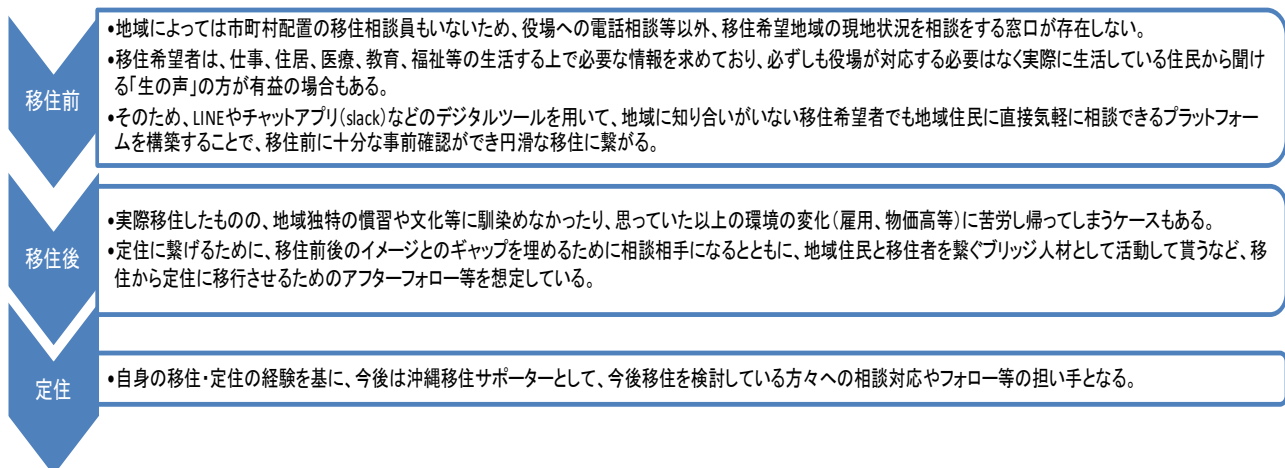 移住前
•地域によっては市町村配置の移住相談員もいないため、役場への電話相談等以外、移住希望地域の現地状況を相談をする窓口が存在しない。
•移住希望者は、仕事、住居、医療、教育、福祉等の生活する上で必要な情報を求めており、必ずしも役場が対応する必要はなく実際に生活している住民から聞け
る「生の声」の方が有益の場合もある。
•そのため、LINEやチャットアプリ(slack)などのデジタルツールを用いて、地域に知り合いがいない移住希望者でも地域住民に直接気軽に相談できるプラットフォー
ムを構築することで、移住前に十分な事前確認ができ円滑な移住に繋がる。
移住後
•実際移住したものの、地域独特の慣習や文化等に馴染めなかったり、思っていた以上の環境の変化(雇用、物価高等)に苦労し帰ってしまうケースもある。
•定住に繋げるために、移住前後のイメージとのギャップを埋めるために相談相手になるとともに、地域住民と移住者を繋ぐブリッジ人材として活動して貰うなど、移
住から定住に移行させるためのアフターフォロー等を想定している。
定住
•自身の移住・定住の経験を基に、今後は沖縄移住サポーターとして、今後移住を検討している方々への相談対応やフォロー等の担い手となる。